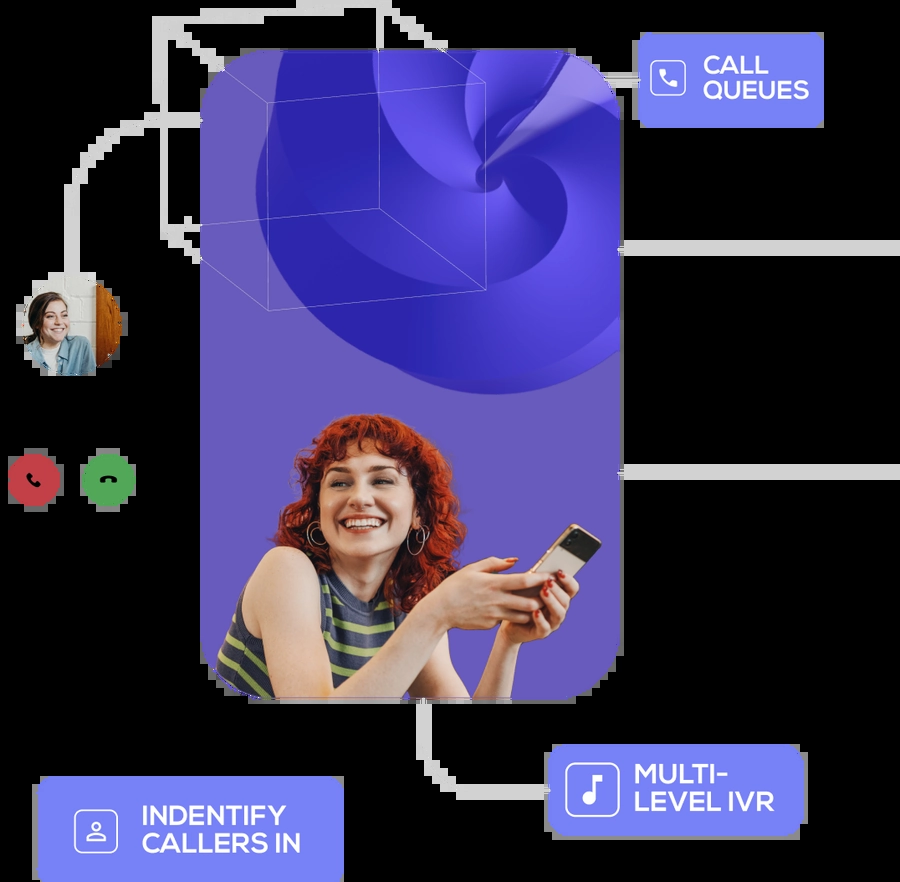 CALL
QUEUES
MULTI-
LEVEL IVR
INDENTIFY
CALLERS IN